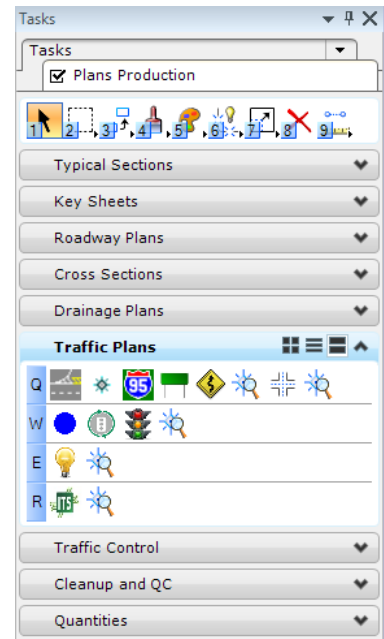 Tasks
Tasks
Plans Production
1 2 3 4 5 6 7 8 9
Typical Sections
Key Sheets
Roadway Plans
Cross Sections
Drainage Plans
Traffic Plans
Q 95
W
E
R ITS
Traffic Control
Cleanup and QC
Quantities